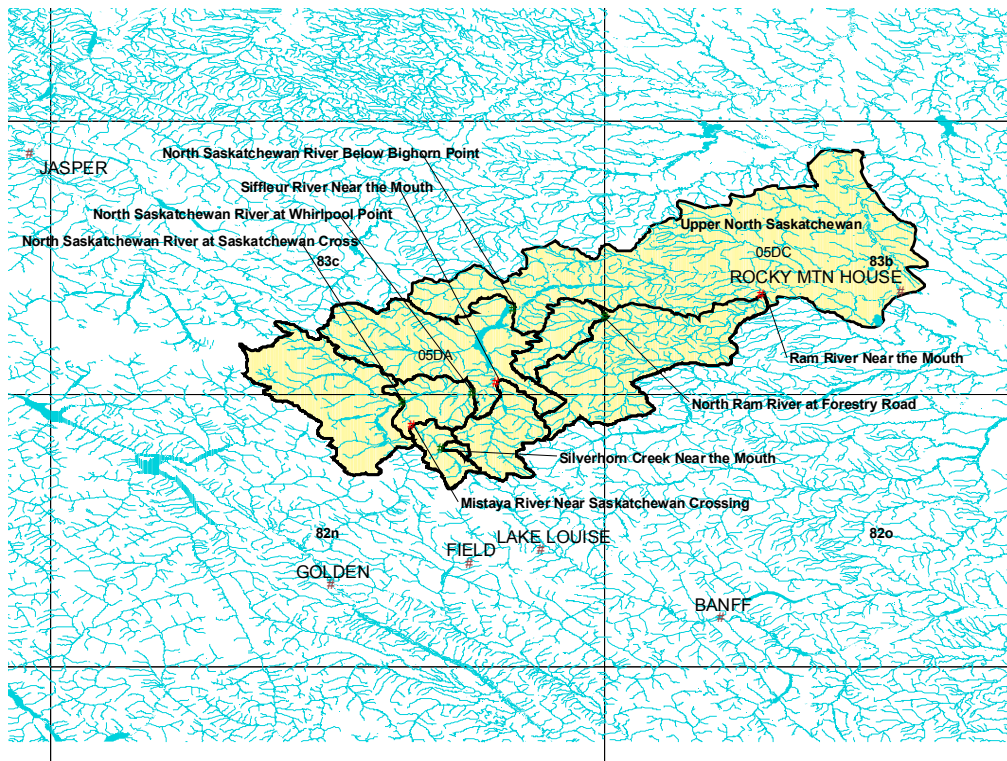 North Saskatchewan River Below Bighorn Point
JASPER
Siffleur River Near the Mouth
North Saskatchewan River at Whirlpool Point
Upper North Saskatchewan
North Saskatchewan River at Saskatchewan Cross
05DC
83c
83b
ROCKY MTN HOUSE
05DA
Ram River Near the Mouth
North Ram River at Forestry Road
Silverhorn Creek Near the Mouth
Mistaya River Near Saskatchewan Crossing
82n
82o
LAKE LOUISE
FIELD
GOLDEN
BANFF